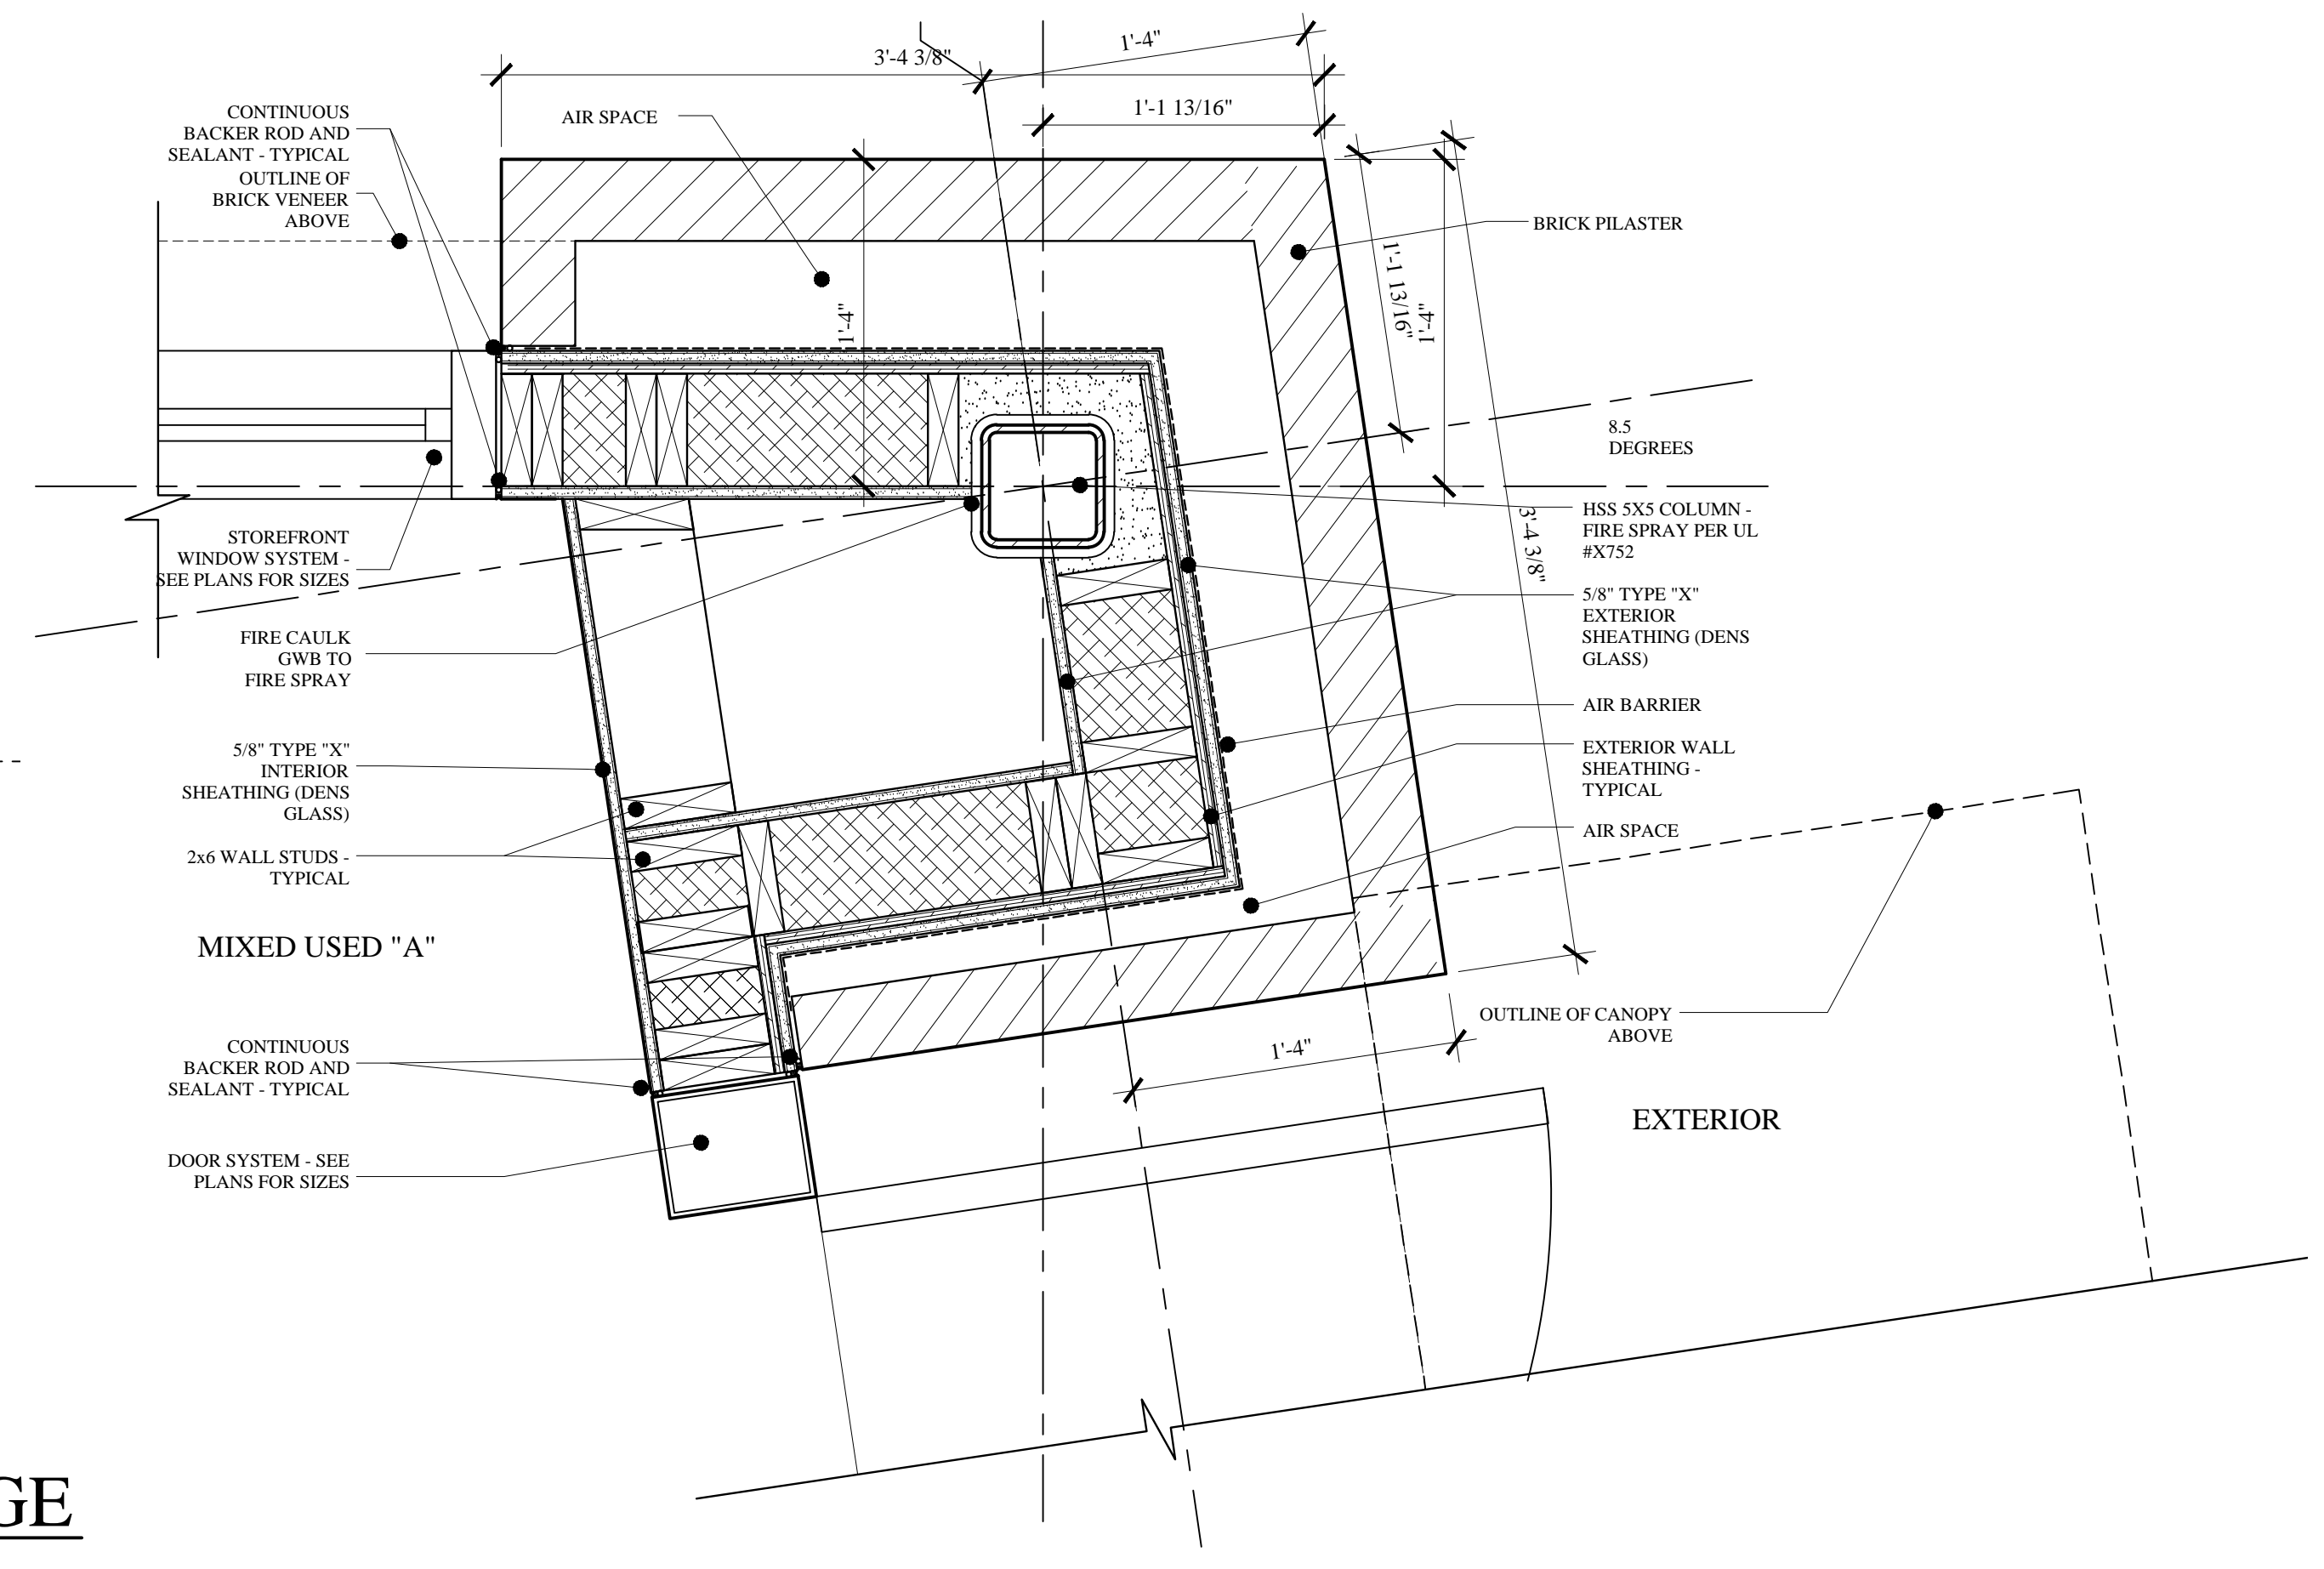 3'-4 3/8"
1'-4"
1'-1 13/16"
CONTINUOUS
BACKER ROD AND
SEALANT - TYPICAL
OUTLINE OF
BRICK VENEER
ABOVE
AIR SPACE
BRICK PILASTER
1'-1 13/16"
1'-4"
1'-4"
8.5
DEGREES
STOREFRONT
WINDOW SYSTEM -
SEE PLANS FOR SIZES
HSS 5X5 COLUMN -
FIRE SPRAY PER UL
#X752
3'-4 3/8"
5/8" TYPE "X"
EXTERIOR
SHEATHING (DENS
GLASS)
FIRE CAULK
GWB TO
FIRE SPRAY
AIR BARRIER
5/8" TYPE "X"
INTERIOR
SHEATHING (DENS
GLASS)
EXTERIOR WALL
SHEATHING -
TYPICAL
AIR SPACE
2x6 WALL STUDS -
TYPICAL
MIXED USED "A"
OUTLINE OF CANOPY
ABOVE
CONTINUOUS
BACKER ROD AND
SEALANT - TYPICAL
1'-4"
EXTERIOR
DOOR SYSTEM - SEE
PLANS FOR SIZES
GE